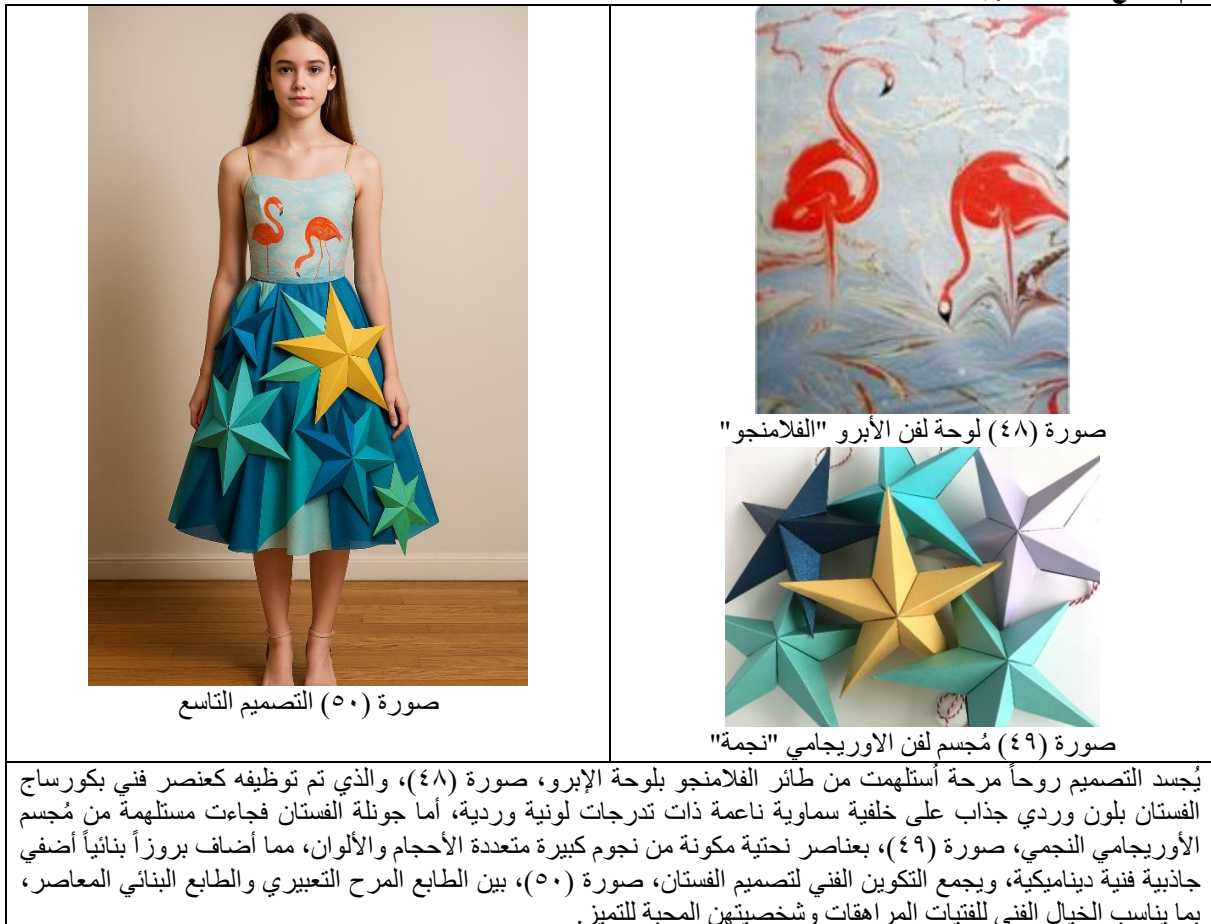 صورة (٤٨) لوحة لفن الأبرو "الفلامنجو"
صورة (٤٩) مُجسم لفن الاوريجامي "نجمة"
صورة (٥٠) التصميم التاسع
يُجسد التصميم روحاً مرحة اُستلهمت من طائر الفلامنجو بلوحة الإبرو، صورة (٤٨)، والذي تم توظيفه كعنصر فني بكورساج
الفستان بلون وردي جذاب على خلفية سماوية ناعمة ذات تدرجات لونية وردية، أما جونلة الفستان فجاءت مستلهمة من مُجسم
الأوريجامي النجمي، صورة (٤٩)، بعناصر نحتية مكونة من نجوم كبيرة متعددة الأحجام والألوان، مما أضاف بروزاً بنائياً أضفي
جاذبية فنية ديناميكية، ويجمع التكوين الفني لتصميم الفستان، صورة (٥٠)، بين الطابع المرح التعبيري والطابع البنائي المعاصر،
بما يناسب الخيال الفني للفتيات المراهقات وشخصيتهن المحبة للتميز.